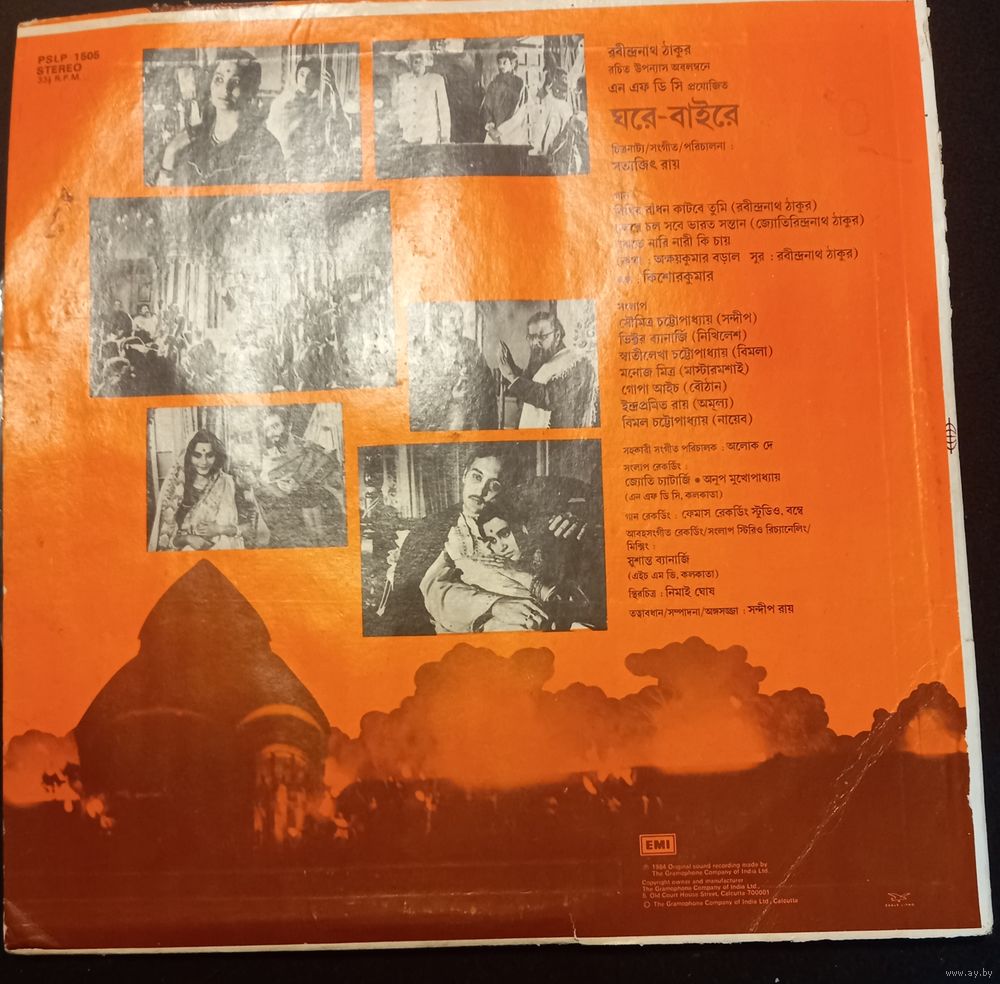 PSLP 1505
STEREO
33⅓ R.P.M.
রবীন্দ্রনাথ ঠাকুর
রচিত উপন্যাস অবলম্বনে
এন এফ ডি সি প্রযোজিত
ঘরে-বাইরে
চিত্রনাট্য/সংগীত/পরিচালনা :
সত্যজিৎ রায়
বাঁধন কাটবে তুমি (রবীন্দ্রনাথ ঠাকুর)
চল সবে ভারত সন্তান (জ্যোতিরিন্দ্রনাথ ঠাকুর)
নারি নারী কি চায়
: অক্ষয়কুমার বড়াল সুর : রবীন্দ্রনাথ ঠাকুর)
: কিশোরকুমার
সংলাপ
সৌমিত্র চট্টোপাধ্যায় (সন্দীপ)
ভিক্টর ব্যানার্জি (নিখিলেশ)
স্বাতীলেখা চট্টোপাধ্যায় (বিমলা)
মনোজ মিত্র (মাস্টারমশাই)
গোপা আইচ (বৌঠান)
ইন্দ্রপ্রমিত রায় (অমূল্য)
বিমল চট্টোপাধ্যায় (নায়েব)
সহকারী সংগীত পরিচালক : অলোক দে
সংলাপ রেকর্ডিং :
জ্যোতি চ্যাটার্জি • অনুপ মুখোপাধ্যায়
(এন এফ ডি সি, কলকাতা)
গান রেকর্ডিং : ফেমাস রেকর্ডিং স্টুডিও, বম্বে
আবহসংগীত রেকর্ডিং/সংলাপ স্টিরিও রিচ্যানেলিং/
মিক্সিং :
সুশান্ত ব্যানার্জি
(এইচ এম ভি, কলকাতা)
স্থিরচিত্র : নিমাই ঘোষ
তত্ত্বাবধান/সম্পাদনা/অঙ্গসজ্জা : সন্দীপ রায়
EMI
℗ 1984 Original sound recording made by
The Gramophone Company of India Ltd.
Copyright owner and manufacturer
The Gramophone Company of India Ltd.,
8, Old Court House Street, Calcutta-700001
© The Gramophone Company of India Ltd., Calcutta
www.ay.by